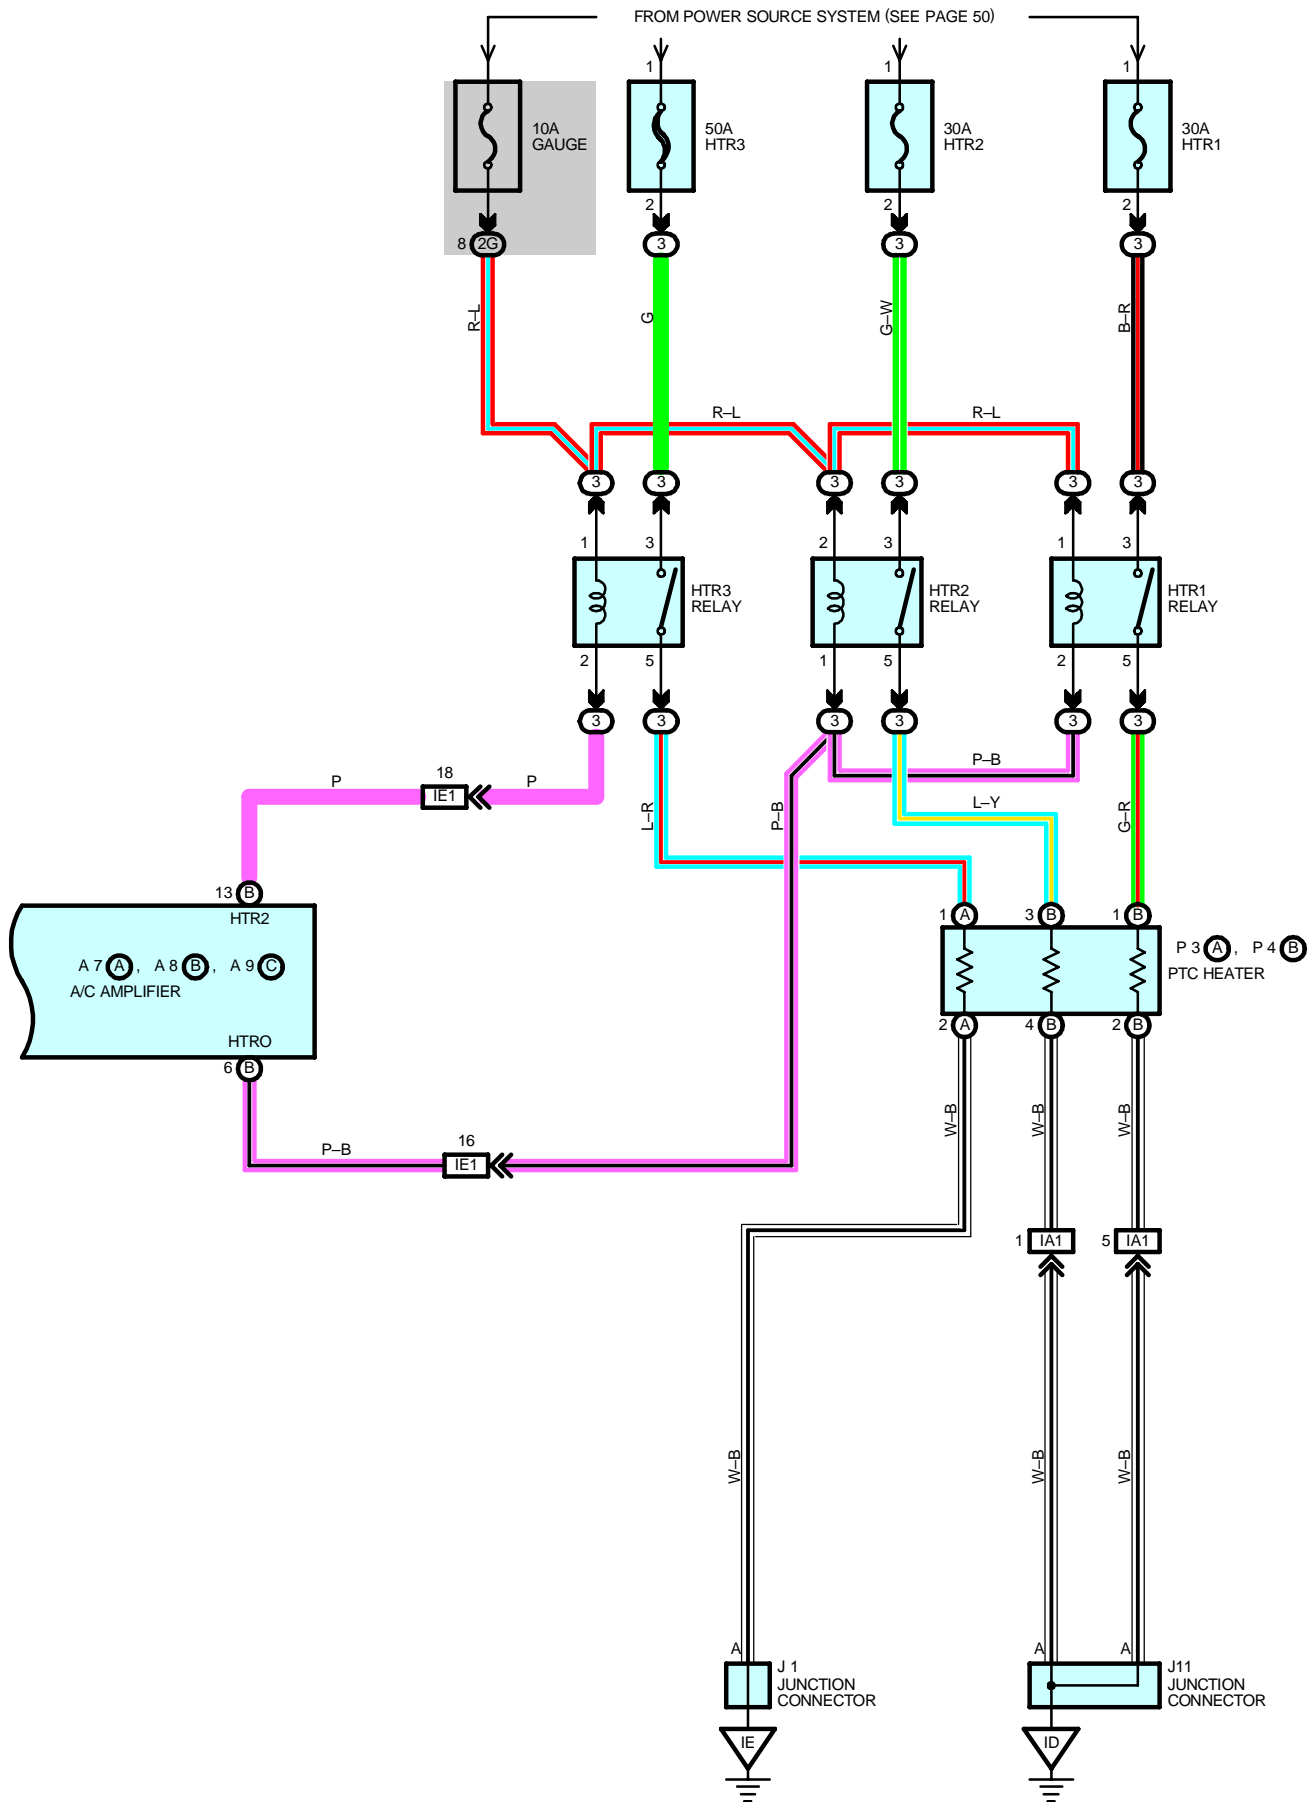 FROM POWER SOURCE SYSTEM (SEE PAGE 50)
1
1
1
10A
GAUGE
50A
HTR3
30A
HTR2
30A
HTR1
2
2
2
8 2G
3
3
3
R–L
G
G–W
B–R
R–L
R–L
3
3
3
3
3
3
1
3
2
3
1
3
HTR3
RELAY
HTR2
RELAY
HTR1
RELAY
2
5
1
5
2
5
3
3
3
3
3
3
P
18
IE1
P
L–R
P–B
P–B
L–Y
G–R
13 B
HTR2
A 7 A , A 8 B , A 9 C
A/C AMPLIFIER
HTRO
6 B
1 A
3 B
1 B
P 3 A , P 4 B
PTC HEATER
2 A
4 B
2 B
W–B
W–B
W–B
P–B
16
IE1
1 IA1
5 IA1
W–B
W–B
W–B
A
A
A
J 1
JUNCTION
CONNECTOR
J11
JUNCTION
CONNECTOR
IE
ID